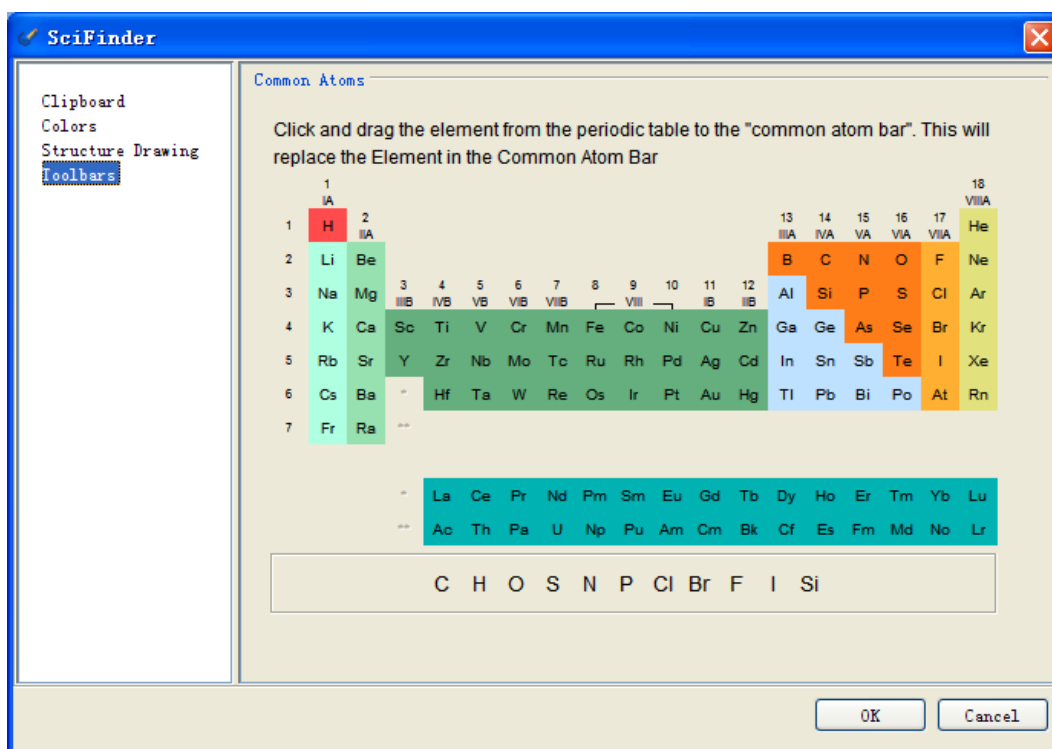 SciFinder
Clipboard
Colors
Structure Drawing
Toolbars
Common Atoms
Click and drag the element from the periodic table to the "common atom bar". This will
replace the Element in the Common Atom Bar
1 18
IA VIIIA
1 H 2 13 14 15 16 17 He
IIA IIIA IVA VA VIA VIIA
2 Li Be B C N O F Ne
3 Na Mg 3 4 5 6 7 8 9 10 11 12 Al Si P S Cl Ar
IIIB IVB VB VIB VIIB VIII IB IIB
4 K Ca Sc Ti V Cr Mn Fe Co Ni Cu Zn Ga Ge As Se Br Kr
5 Rb Sr Y Zr Nb Mo Tc Ru Rh Pd Ag Cd In Sn Sb Te I Xe
6 Cs Ba * Hf Ta W Re Os Ir Pt Au Hg Tl Pb Bi Po At Rn
7 Fr Ra **
* La Ce Pr Nd Pm Sm Eu Gd Tb Dy Ho Er Tm Yb Lu
** Ac Th Pa U Np Pu Am Cm Bk Cf Es Fm Md No Lr
C H O S N P Cl Br F I Si
OK Cancel